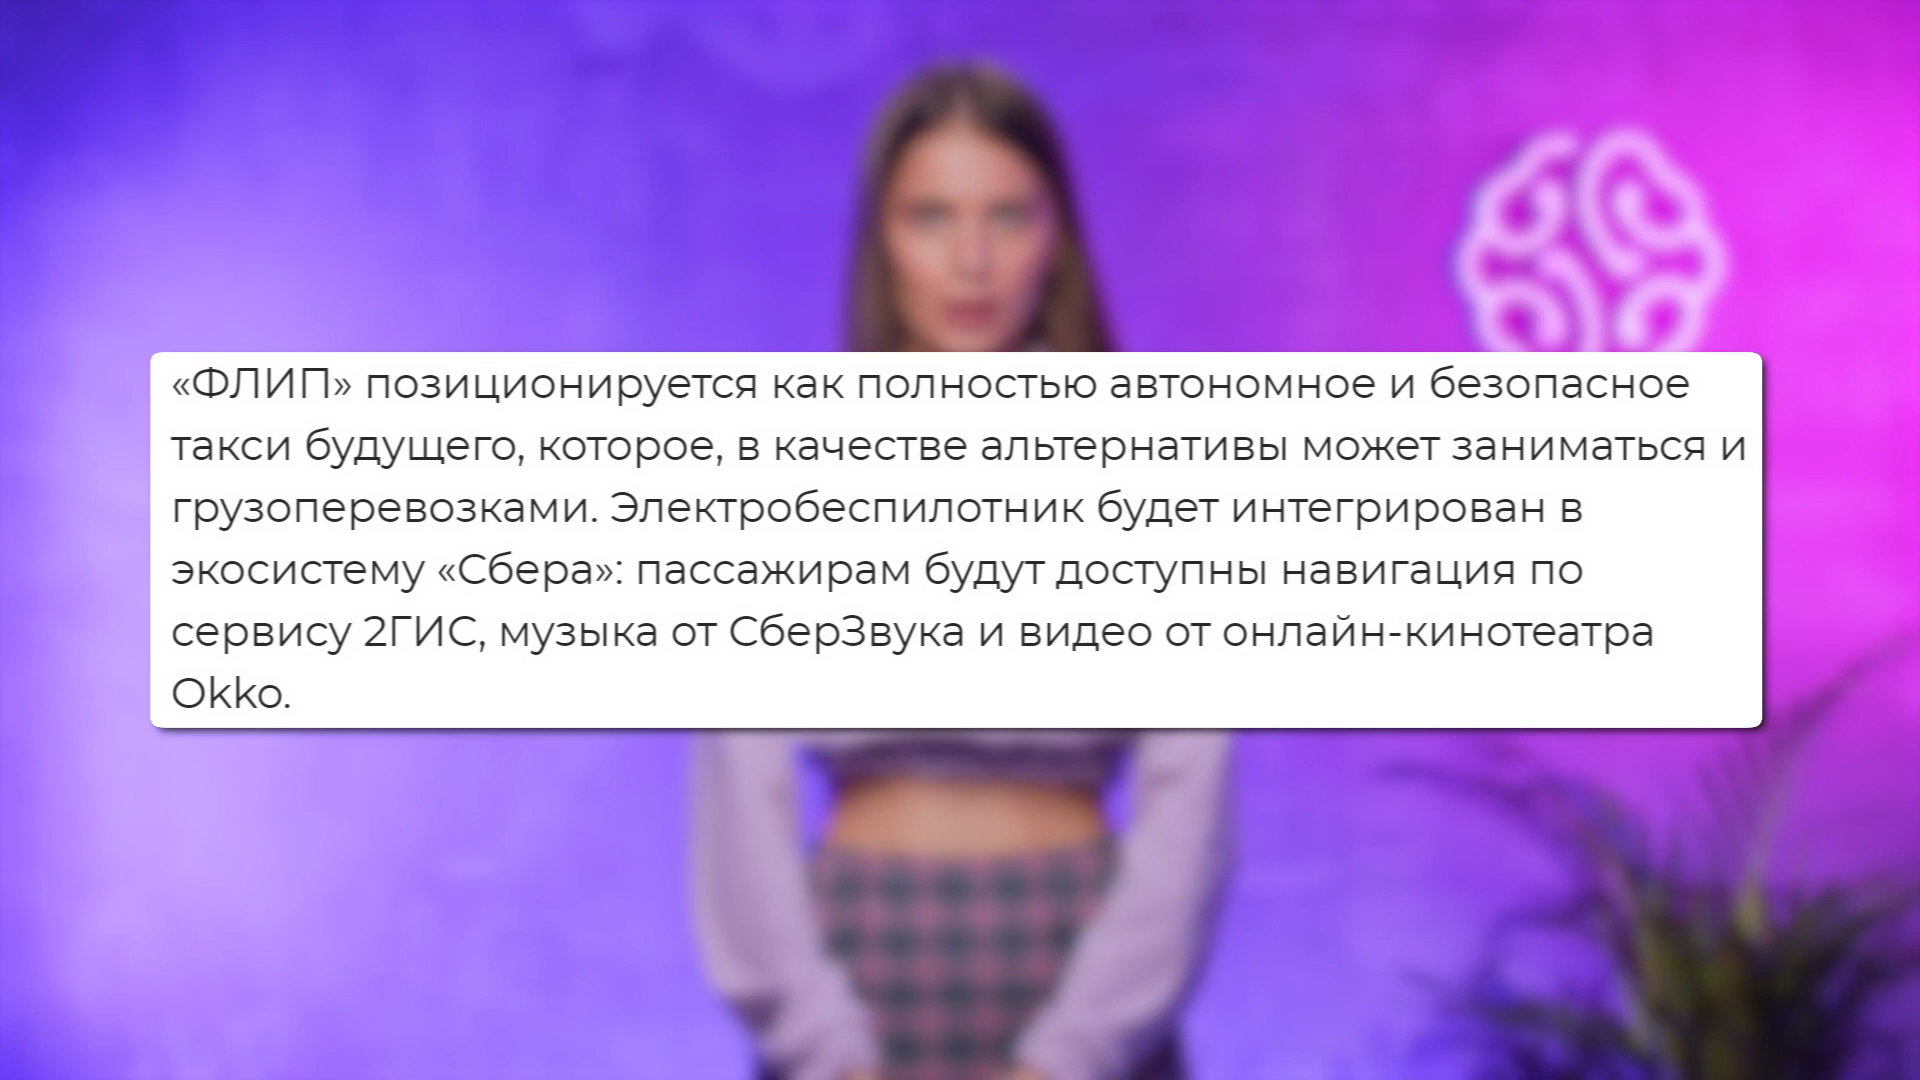 «ФЛИП» позиционируется как полностью автономное и безопасное
такси будущего, которое, в качестве альтернативы может заниматься и
грузоперевозками. Электробеспилотник будет интегрирован в
экосистему «Сбера»: пассажирам будут доступны навигация по
сервису 2ГИС, музыка от СберЗвука и видео от онлайн-кинотеатра
Okko.